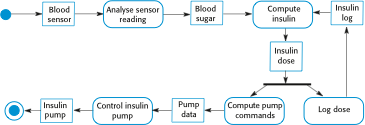 Blood
sensor
Analyse sensor
reading
Blood
sugar
Compute
insulin
Insulin
log
Insulin
dose
Insulin
pump
Control insulin
pump
Pump
data
Compute pump
commands
Log dose